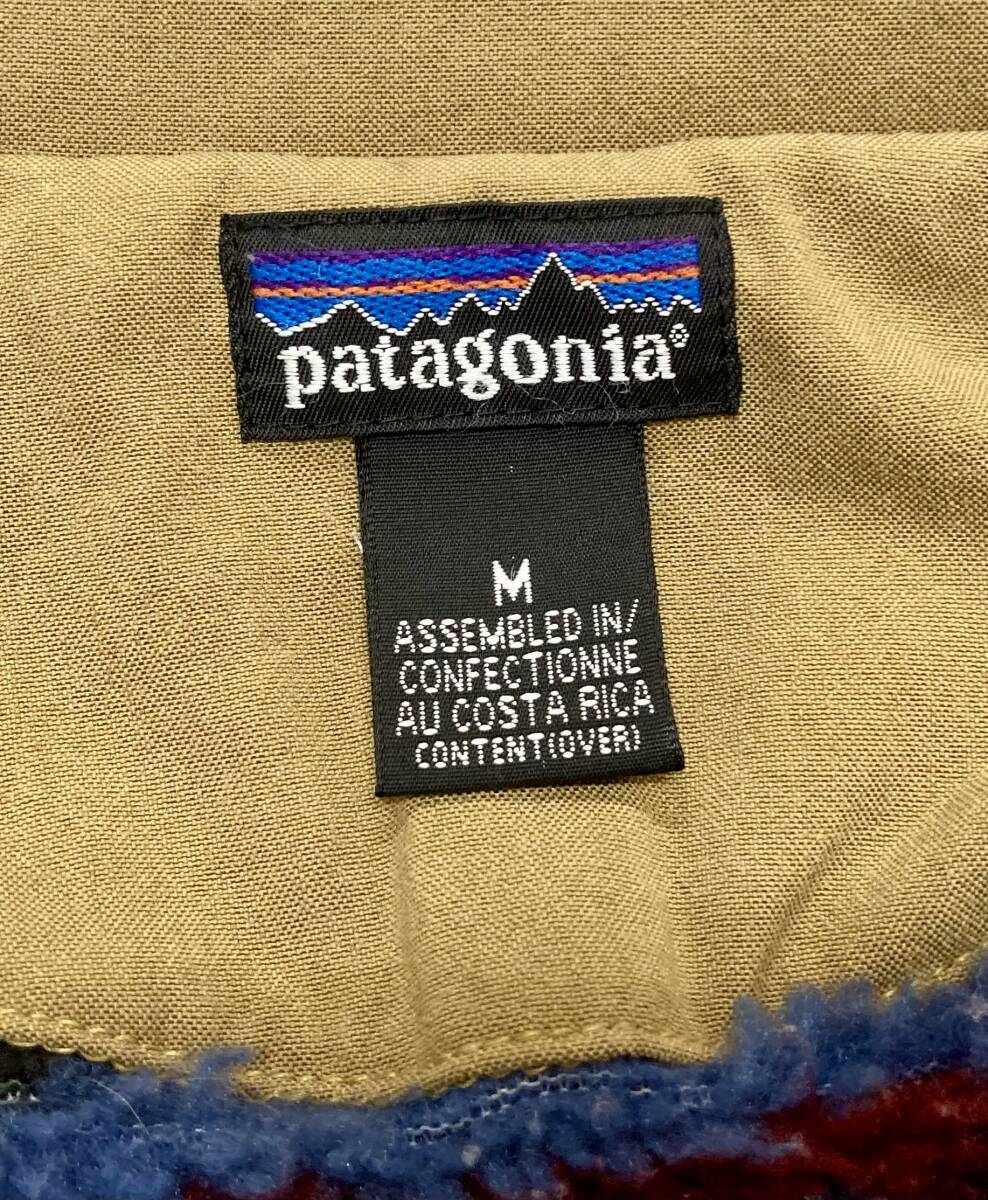 patagonia®
M
ASSEMBLED IN/
CONFECTIONNE
AU COSTA RICA
CONTENT(OVER)